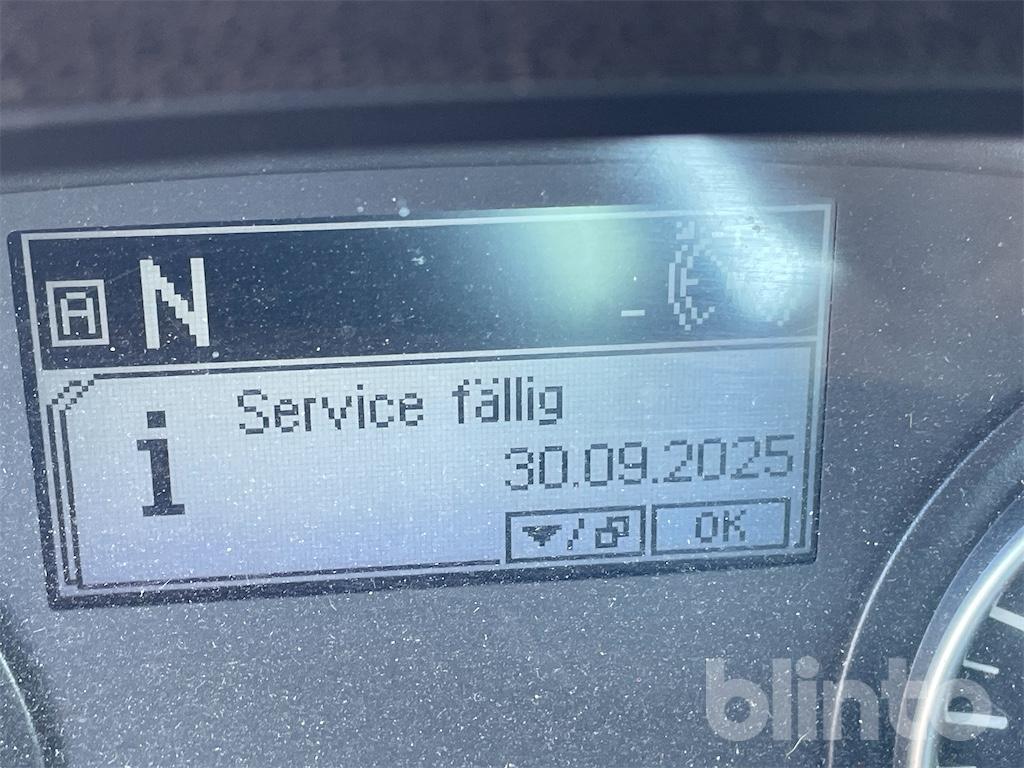 A N
i
Service fällig
30.09.2025
/
OK
blinto